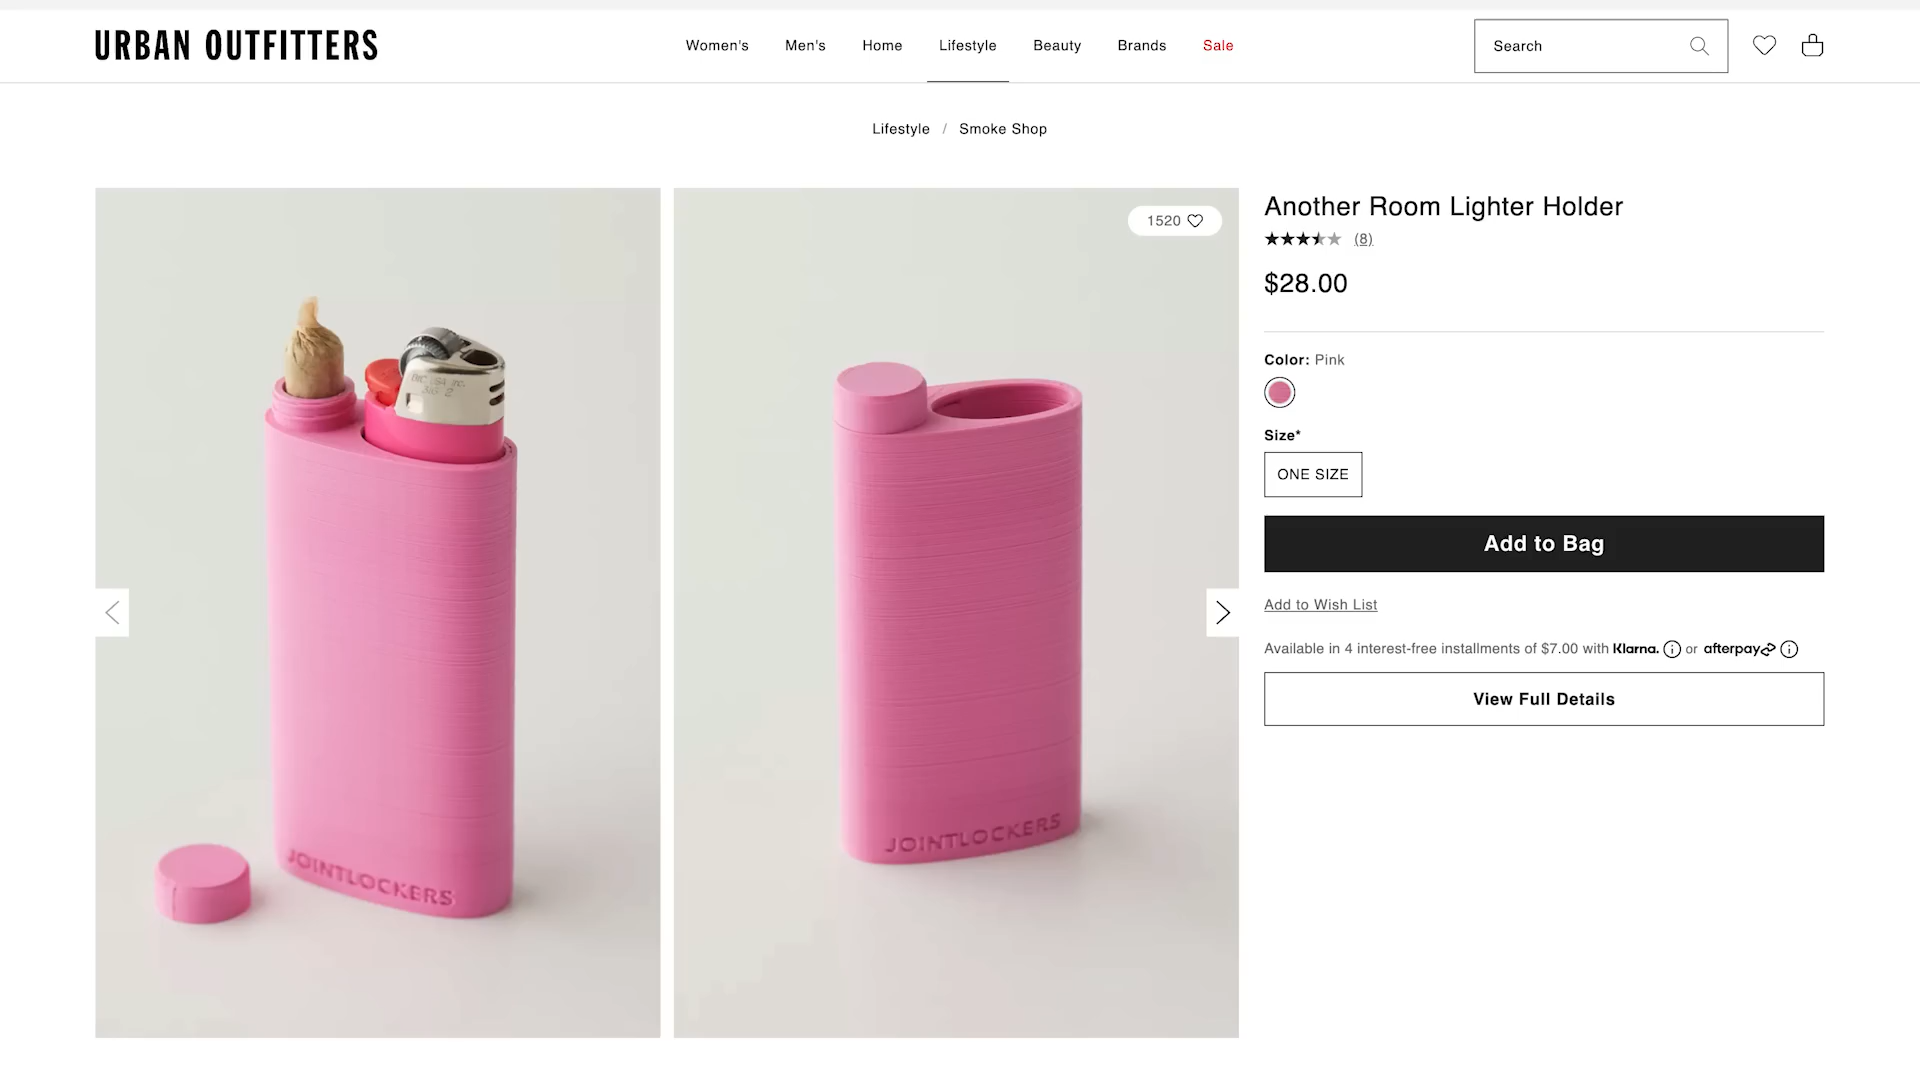 URBAN OUTFITTERS
Women's
Men's
Home
Lifestyle
Beauty
Brands
Sale
Search
Lifestyle / Smoke Shop
1520
JOINTLOCKERS
JOINTLOCKERS
Another Room Lighter Holder
(8)
$28.00
Color: Pink
Size*
ONE SIZE
Add to Bag
Add to Wish List
Available in 4 interest-free installments of $7.00 with Klarna. or afterpay
View Full Details